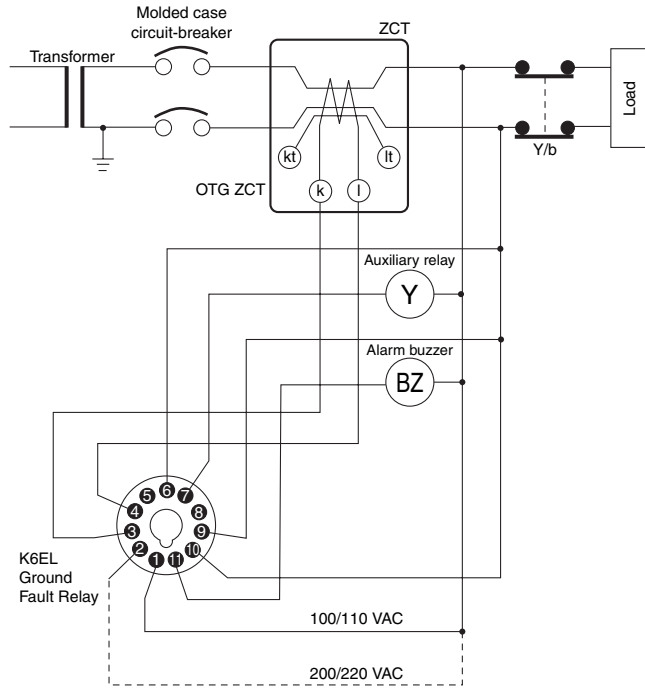 Molded case
circuit-breaker
ZCT
Transformer
Load
kt
lt
Y/b
OTG ZCT
k
l
Auxiliary relay
Y
Alarm buzzer
BZ
6
5
7
4
8
3
9
2
10
1
11
K6EL
Ground
Fault Relay
100/110 VAC
200/220 VAC